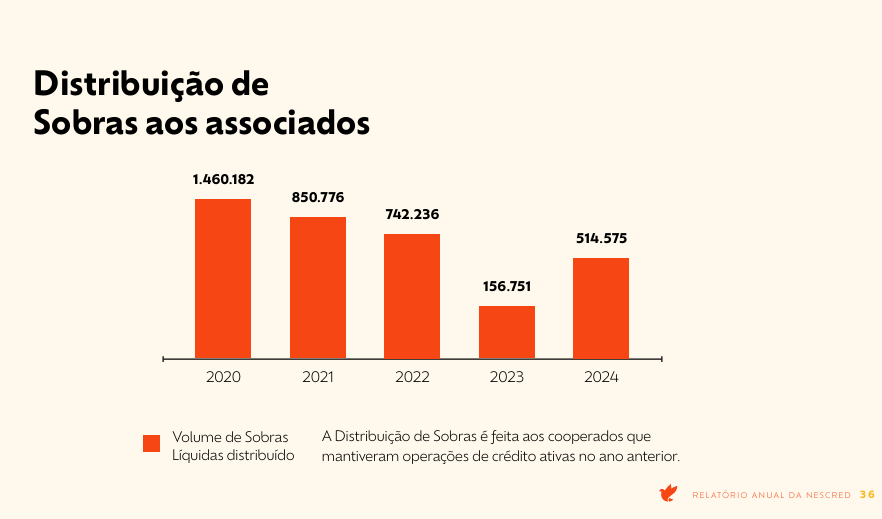 Distribuição de
Sobras aos associados
1.460.182
850.776
742.236
156.751
514.575
2020
2021
2022
2023
2024
Volume de Sobras
Líquidas distribuído
A Distribuição de Sobras é feita aos cooperados que
mantiveram operações de crédito ativas no ano anterior.
RELATÓRIO ANUAL DA NESCRED 36